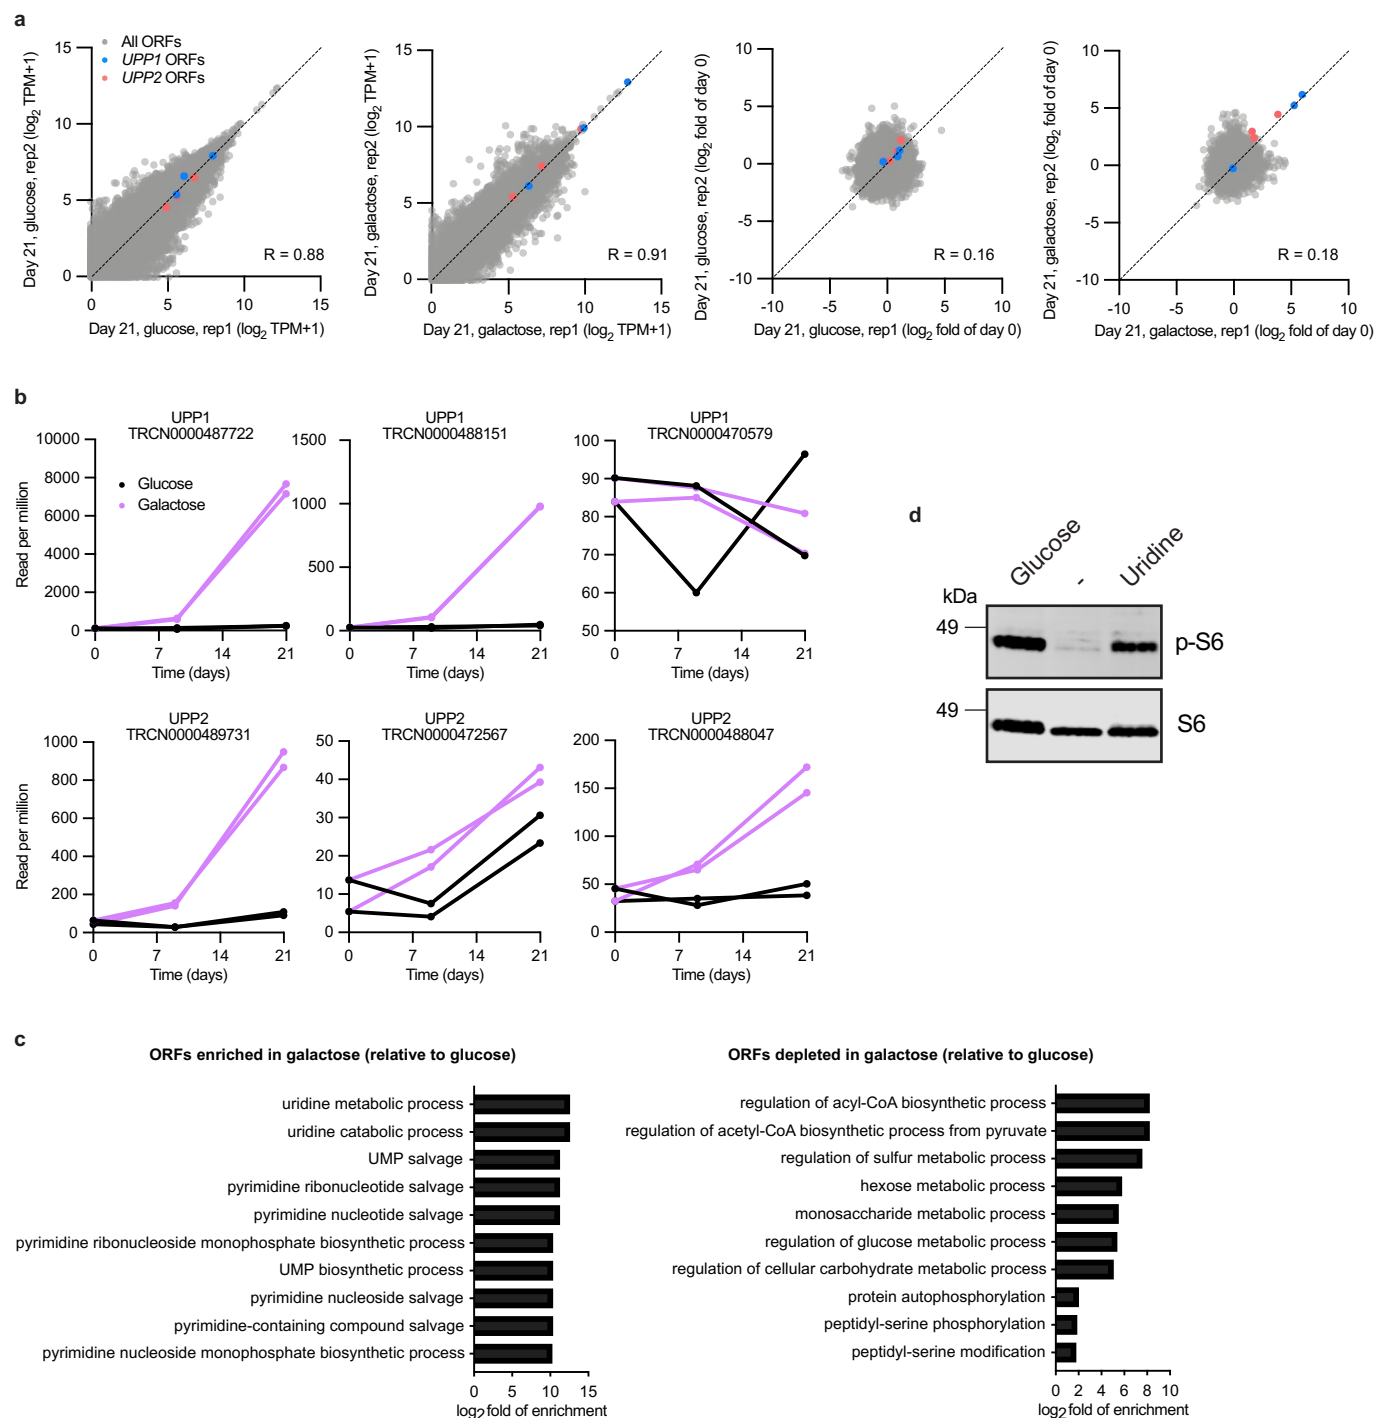 a
All ORFs
UPP1 ORFs
UPP2 ORFs
Day 21, glucose, rep2 (log2 TPM+1)
15
10
5
0
0 5 10 15
R = 0.88
Day 21, glucose, rep1 (log2 TPM+1)
Day 21, galactose, rep2 (log2 TPM+1)
15
10
5
0
0 5 10 15
R = 0.91
Day 21, galactose, rep1 (log2 TPM+1)
Day 21, glucose, rep2 (log2 fold of day 0)
10
5
0
-5
-10
-10 -5 0 5 10
R = 0.16
Day 21, glucose, rep1 (log2 fold of day 0)
Day 21, galactose, rep2 (log2 fold of day 0)
10
5
0
-5
-10
-10 -5 0 5 10
R = 0.18
Day 21, galactose, rep1 (log2 fold of day 0)
b
UPP1
TRCN0000487722
Glucose
Galactose
Read per million
10000
8000
6000
4000
2000
0
0 7 14 21
Time (days)
UPP1
TRCN0000488151
1500
1000
500
0
0 7 14 21
Time (days)
UPP1
TRCN0000470579
100
90
80
70
60
50
0 7 14 21
Time (days)
UPP2
TRCN0000489731
Read per million
1000
800
600
400
200
0
0 7 14 21
Time (days)
UPP2
TRCN0000472567
50
40
30
20
10
0
0 7 14 21
Time (days)
UPP2
TRCN0000488047
200
150
100
50
0
0 7 14 21
Time (days)
d
Glucose
-
Uridine
kDa
49
p-S6
49
S6
c
ORFs enriched in galactose (relative to glucose)
uridine metabolic process
uridine catabolic process
UMP salvage
pyrimidine ribonucleotide salvage
pyrimidine nucleotide salvage
pyrimidine ribonucleoside monophosphate biosynthetic process
UMP biosynthetic process
pyrimidine nucleoside salvage
pyrimidine-containing compound salvage
pyrimidine nucleoside monophosphate biosynthetic process
0 5 10 15
log2 fold of enrichment
ORFs depleted in galactose (relative to glucose)
regulation of acyl-CoA biosynthetic process
regulation of acetyl-CoA biosynthetic process from pyruvate
regulation of sulfur metabolic process
hexose metabolic process
monosaccharide metabolic process
regulation of glucose metabolic process
regulation of cellular carbohydrate metabolic process
protein autophosphorylation
peptidyl-serine phosphorylation
peptidyl-serine modification
0 2 4 6 8 10
log2 fold of enrichment